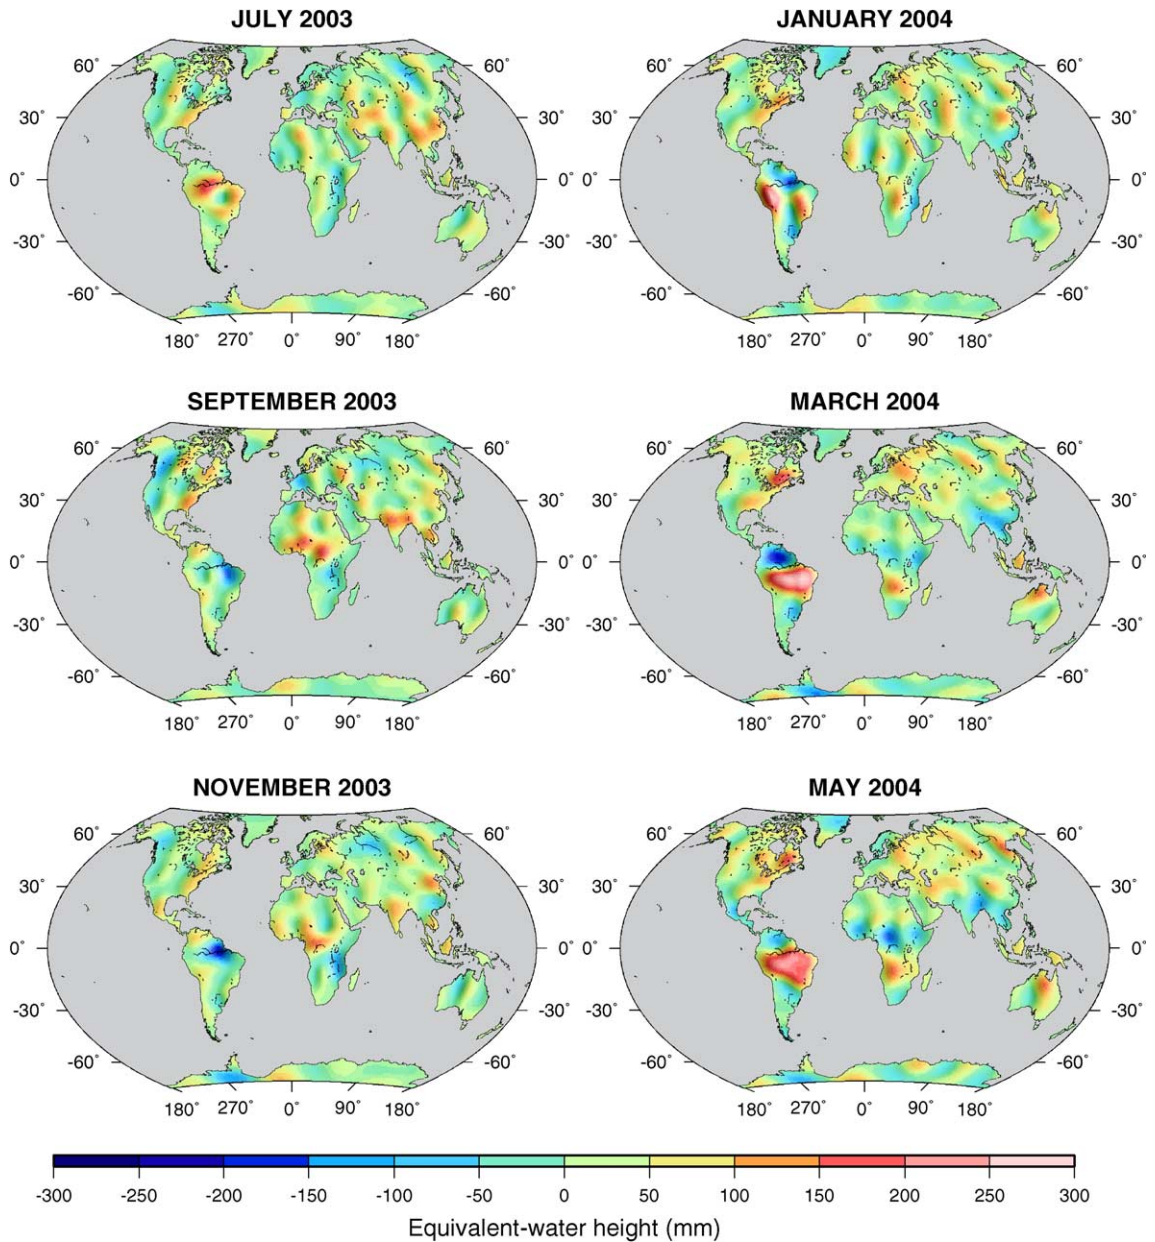 JULY 2003
JANUARY 2004
60° 60° 60° 60°
30° 30° 30° 30°
0° 0° 0° 0°
-30° -30° -30° -30°
-60° -60° -60° -60°
180° 270° 0° 90° 180° 180° 270° 0° 90° 180°
SEPTEMBER 2003
MARCH 2004
60° 60° 60° 60°
30° 30° 30° 30°
0° 0° 0° 0°
-30° -30° -30° -30°
-60° -60° -60° -60°
180° 270° 0° 90° 180° 180° 270° 0° 90° 180°
NOVEMBER 2003
MAY 2004
60° 60° 60° 60°
30° 30° 30° 30°
0° 0° 0° 0°
-30° -30° -30° -30°
-60° -60° -60° -60°
180° 270° 0° 90° 180° 180° 270° 0° 90° 180°
-300 -250 -200 -150 -100 -50 0 50 100 150 200 250 300
Equivalent-water height (mm)